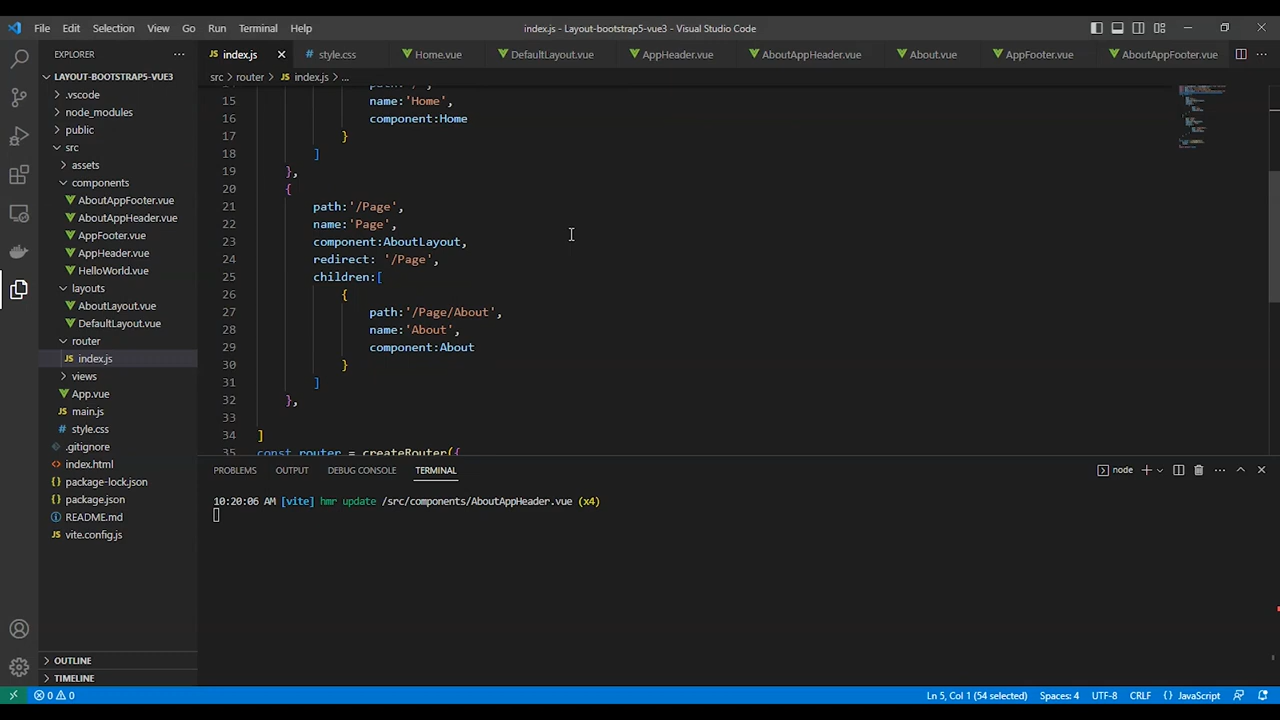 File Edit Selection View Go Run Terminal Help
index.js - Layout-bootstrap5-vue3 - Visual Studio Code
EXPLORER
LAYOUT-BOOTSTRAP5-VUE3
.vscode
node_modules
public
src
assets
components
AboutAppFooter.vue
AboutAppHeader.vue
AppFooter.vue
AppHeader.vue
HelloWorld.vue
layouts
AboutLayout.vue
DefaultLayout.vue
router
JS index.js
views
App.vue
JS main.js
# style.css
.gitignore
<> index.html
{} package-lock.json
{} package.json
README.md
JS vite.config.js
OUTLINE
TIMELINE
JS index.js # style.css Home.vue DefaultLayout.vue AppHeader.vue AboutAppHeader.vue About.vue AppFooter.vue AboutAppFooter.vue
src > router > JS index.js > ...
15 name:'Home',
16 component:Home
17 }
18 ]
19 },
20 {
21 path:'/Page',
22 name:'Page',
23 component:AboutLayout,
24 redirect: '/Page',
25 children:[
26 {
27 path:'/Page/About',
28 name:'About',
29 component:About
30 }
31 ]
32 },
33
34 ]
35 const router = createRouter({
PROBLEMS OUTPUT DEBUG CONSOLE TERMINAL
node
10:20:06 AM [vite] hmr update /src/components/AboutAppHeader.vue (x4)
0 0
Ln 5, Col 1 (54 selected) Spaces: 4 UTF-8 CRLF {} JavaScript